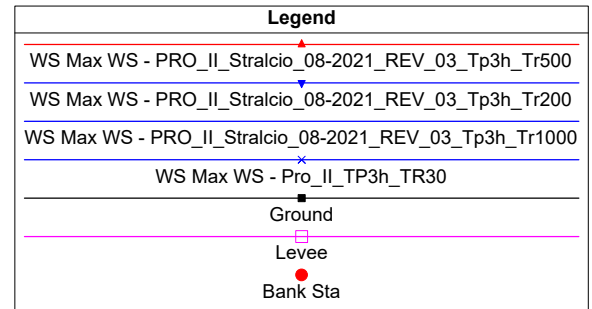 Legend
WS Max WS - PRO_II_Stralcio_08-2021_REV_03_Tp3h_Tr500
WS Max WS - PRO_II_Stralcio_08-2021_REV_03_Tp3h_Tr200
WS Max WS - PRO_II_Stralcio_08-2021_REV_03_Tp3h_Tr1000
WS Max WS - Pro_II_TP3h_TR30
Ground
Levee
Bank Sta